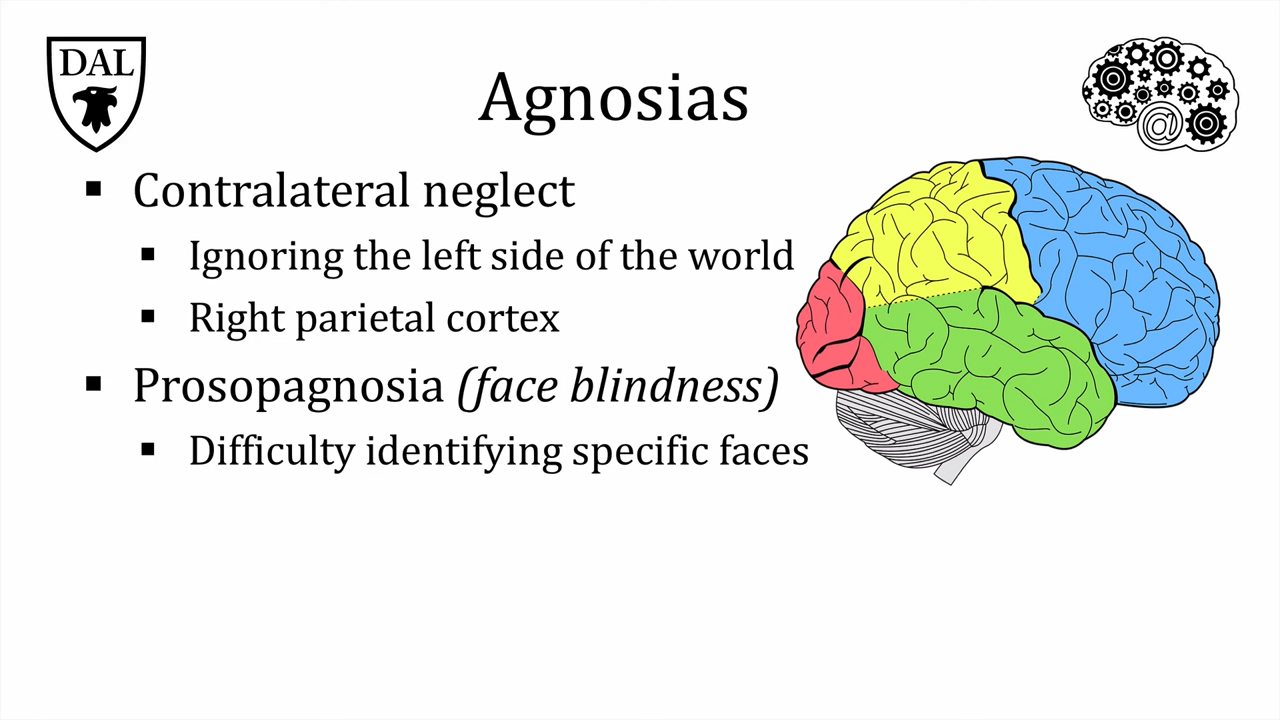 DAL
Agnosias
@
▪ Contralateral neglect
▪ Ignoring the left side of the world
▪ Right parietal cortex
▪ Prosopagnosia (face blindness)
▪ Difficulty identifying specific faces